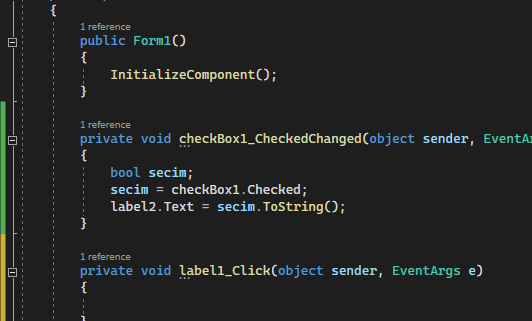 {
1 reference
public Form1()
{
InitializeComponent();
}
1 reference
private void checkBox1_CheckedChanged(object sender, EventAr
{
bool secim;
secim = checkBox1.Checked;
label2.Text = secim.ToString();
}
1 reference
private void label1_Click(object sender, EventArgs e)
{
}